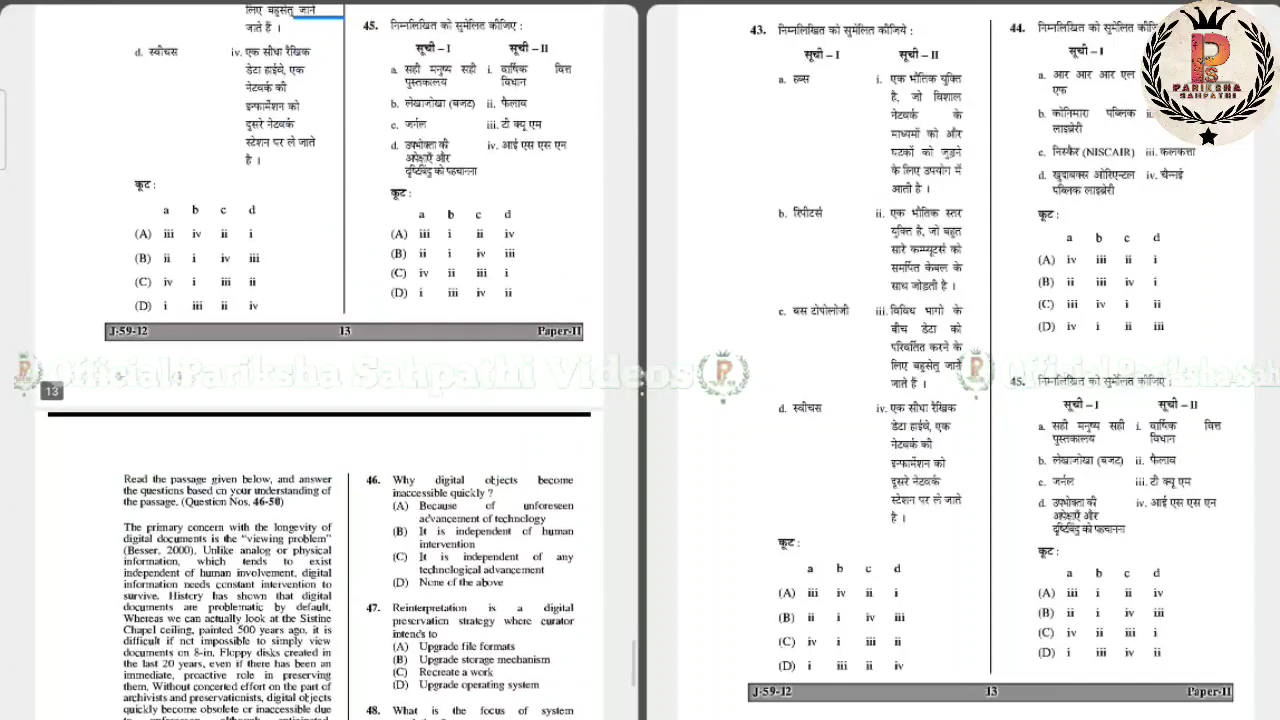 लिए बहुसेतु जाने
जाते हैं ।
d. स्वीचस iv. एक सीधा रैखिक
डेटा हाईवे, एक
नेटवर्क की
इन्फार्मेशन को
दुसरे नेटवर्क
स्टेशन पर ले जाते
है ।
कूट :
a b c d
(A) iii iv ii i
(B) ii i iv iii
(C) iv i iii ii
(D) i iii ii iv
45. निम्नलिखित को सुमेलित कीजिए :
सूची – I सूची – II
a. सही मनुष्य सही i. वार्षिक वित्त
पुस्तकालय विधान
b. लेखाजोखा (बजट) ii. फैलाव
c. जर्नल iii. टी क्यू एम
d. उपभोक्ता की iv. आई एस एस एन
अपेक्षाएँ और
दृष्टिबिंदु को पहचानना
कूट :
a b c d
(A) iii i ii iv
(B) ii i iv iii
(C) iv ii iii i
(D) i iii iv ii
J-59-12 13 Paper-II
13
Read the passage given below, and answer
the questions based on your understanding of
the passage. (Question Nos. 46-50)
The primary concern with the longevity of
digital documents is the “viewing problem”
(Besser, 2000). Unlike analog or physical
information, which tends to exist
independent of human involvement, digital
information needs constant intervention to
survive. History has shown that digital
documents are problematic by default.
Whereas we can actually look at the Sistine
Chapel ceiling, painted 500 years ago, it is
difficult if not impossible to simply view
documents on 8-in. Floppy disks created in
the last 20 years, even if there has been an
immediate, proactive role in preserving
them. Without concerted effort on the part of
archivists and preservationists, digital objects
quickly become obsolete or inaccessible due
to unforeseen although anticipated
46. Why digital objects become
inaccessible quickly ?
(A) Because of unforeseen
advancement of technology
(B) It is independent of human
intervention
(C) It is independent of any
technological advancement
(D) None of the above
47. Reinterpretation is a digital
preservation strategy where curator
intends to
(A) Upgrade file formats
(B) Upgrade storage mechanism
(C) Recreate a work
(D) Upgrade operating system
48. What is the focus of system
43. निम्नलिखित को सुमेलित कीजिये :
सूची – I सूची – II
a. हब्स i. एक भौतिक युक्ति
है, जो विशाल
नेटवर्क के
माध्यमों को और
घटकों को जुड़ने
के लिए उपयोग में
आती है ।
b. रिपीटर्स ii. एक भौतिक स्तर
युक्ति है, जो बहुत
सारे कम्प्यूटर्स को
समर्पित केबल के
साथ जोड़ती है ।
c. बस टोपोलोजी iii. विविध भागो के
बीच डेटा को
परिवर्तित करने के
लिए बहुसेतु जाने
जाते हैं ।
d. स्वीचस iv. एक सीधा रैखिक
डेटा हाईवे, एक
नेटवर्क की
इन्फार्मेशन को
दुसरे नेटवर्क
स्टेशन पर ले जाते
है ।
कूट :
a b c d
(A) iii iv ii i
(B) ii i iv iii
(C) iv i iii ii
(D) i iii ii iv
44. निम्नलिखित को सुमेलित
सूची – I
a. आर आर आर एल
एफ
b. कोनिमारा पब्लिक ii.
लाइब्रेरी
c. निस्कैर (NISCAIR) iii. कलकत्ता
d. खुदाबक्स ओरिएन्टल iv. चैन्नई
पब्लिक लाइब्रेरी
कूट :
a b c d
(A) iv iii ii i
(B) ii iii iv i
(C) iii iv i ii
(D) iv i ii iii
45. निम्नलिखित को सुमेलित कीजिए :
सूची – I सूची – II
a. सही मनुष्य सही i. वार्षिक वित्त
पुस्तकालय विधान
b. लेखाजोखा (बजट) ii. फैलाव
c. जर्नल iii. टी क्यू एम
d. उपभोक्ता की iv. आई एस एस एन
अपेक्षाएँ और
दृष्टिबिंदु को पहचानना
कूट :
a b c d
(A) iii i ii iv
(B) ii i iv iii
(C) iv ii iii i
(D) i iii iv ii
J-59-12 13 Paper-II
PARIKSHA
SAHPATHI
Official Pariksha Sahpathi Videos
Official Pariksha Sah